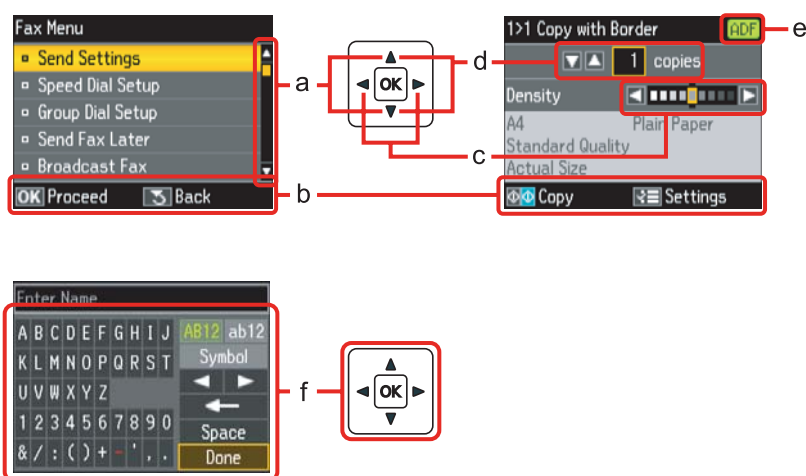 Fax Menu
Send Settings
Speed Dial Setup
Group Dial Setup
Send Fax Later
Broadcast Fax
OK Proceed Back
a
b
OK
d
c
1>1 Copy with Border ADF
e
1 copies
Density
A4 Plain Paper
Standard Quality
Actual Size
Copy Settings
Enter Name
A B C D E F G H I J AB12 ab12
K L M N O P Q R S T Symbol
U V W X Y Z
1 2 3 4 5 6 7 8 9 0 Space
& / : ( ) + - ' , . Done
f
OK